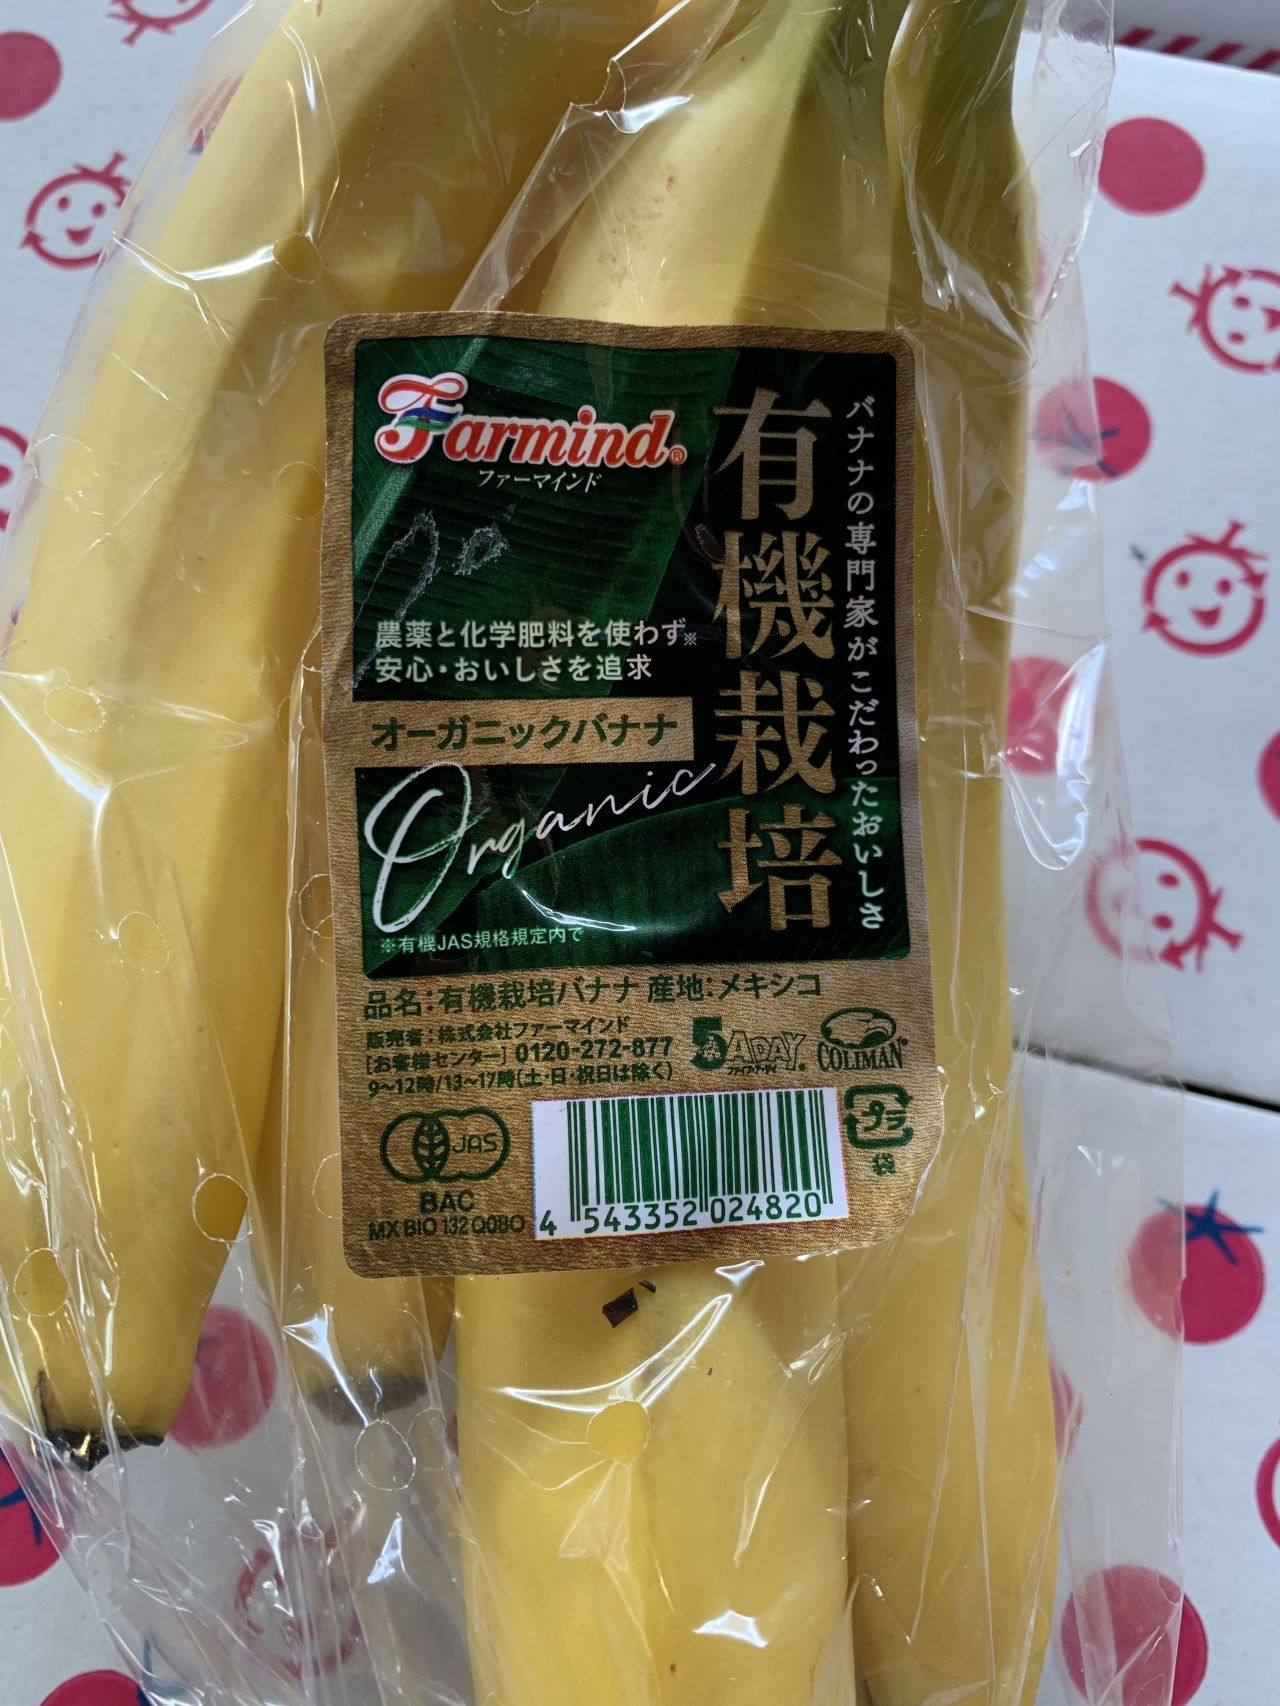 Farmind®
ファーマインド
有機栽培
バナナの専門家がこだわったおいしさ
農薬と化学肥料を使わず※
安心・おいしさを追求
オーガニックバナナ
Organic
※有機JAS規格規定内で
品名:有機栽培バナナ 産地:メキシコ
販売者:株式会社ファーマインド
[お客様センター] 0120-272-877
9~12時/13~17時(土・日・祝日は除く)
5 A DAY®
ファイブ・ア・デイ
COLIMAN®
JAS
BAC
MX BIO 132 Q080
プラ
袋
4 543352 024820